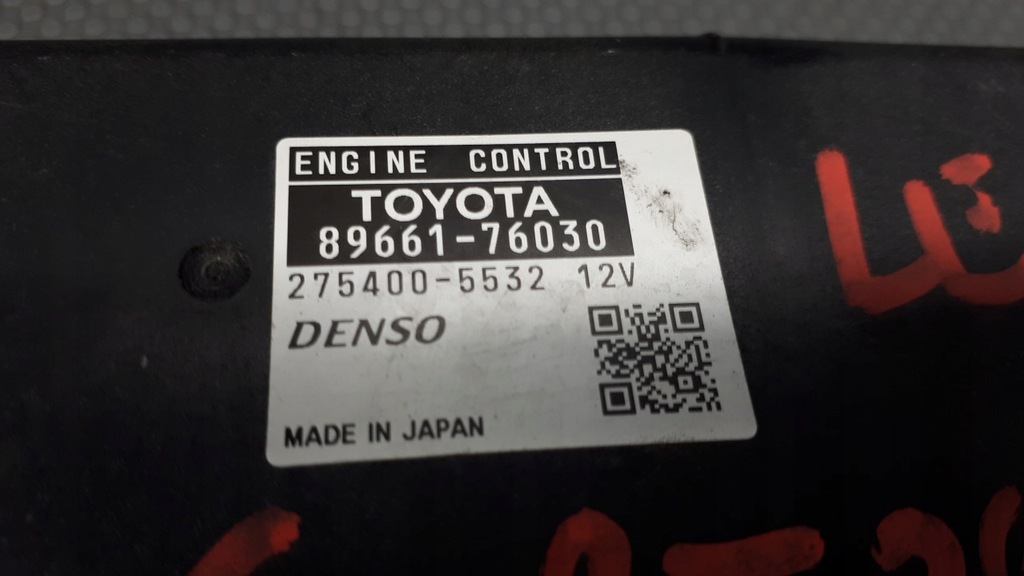 ENGINE CONTROL
TOYOTA
89661-76030
275400-5532 12V
DENSO
MADE IN JAPAN